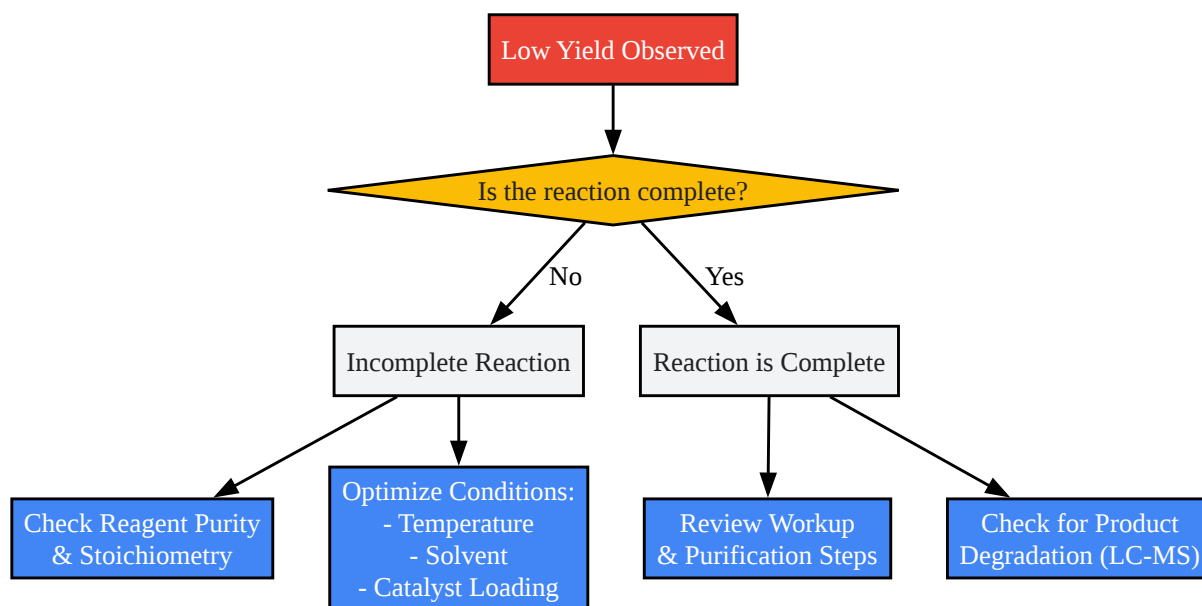 Low Yield Observed
Is the reaction complete?
No
Yes
Incomplete Reaction
Reaction is Complete
Check Reagent Purity
& Stoichiometry
Optimize Conditions:
- Temperature
- Solvent
- Catalyst Loading
Review Workup
& Purification Steps
Check for Product
Degradation (LC-MS)